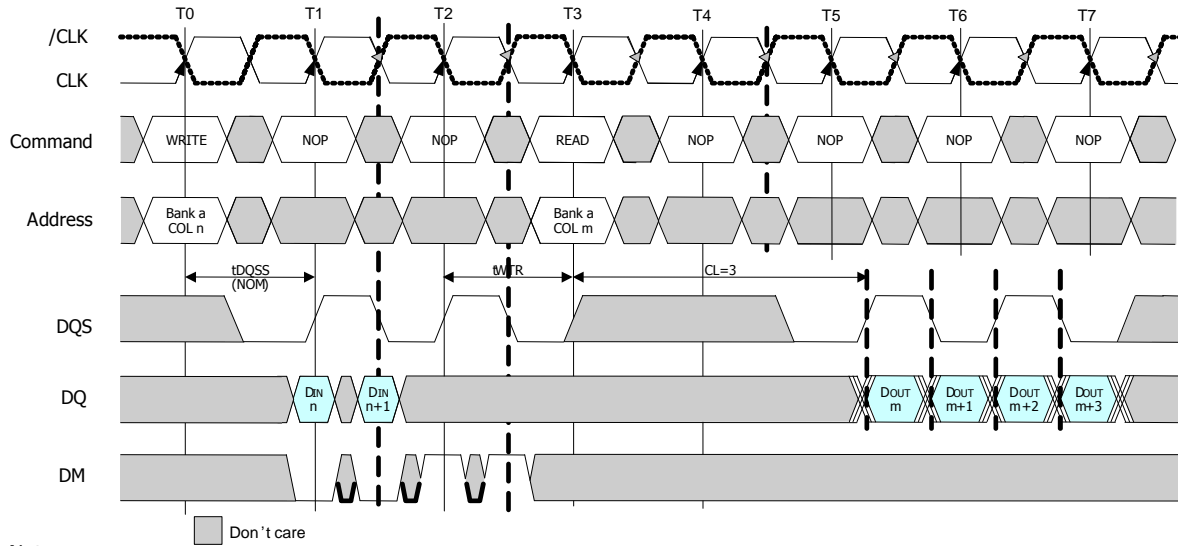 T0 T1 T2 T3 T4 T5 T6 T7
/CLK
CLK
Command WRITE NOP NOP READ NOP NOP NOP NOP
Address Bank a COL n Bank a COL m
tDQSS (NOM) tWTR CL=3
DQS
DQ DIN n DIN n+1 DOUT m DOUT m+1 DOUT m+2 DOUT m+3
DM
Don't care